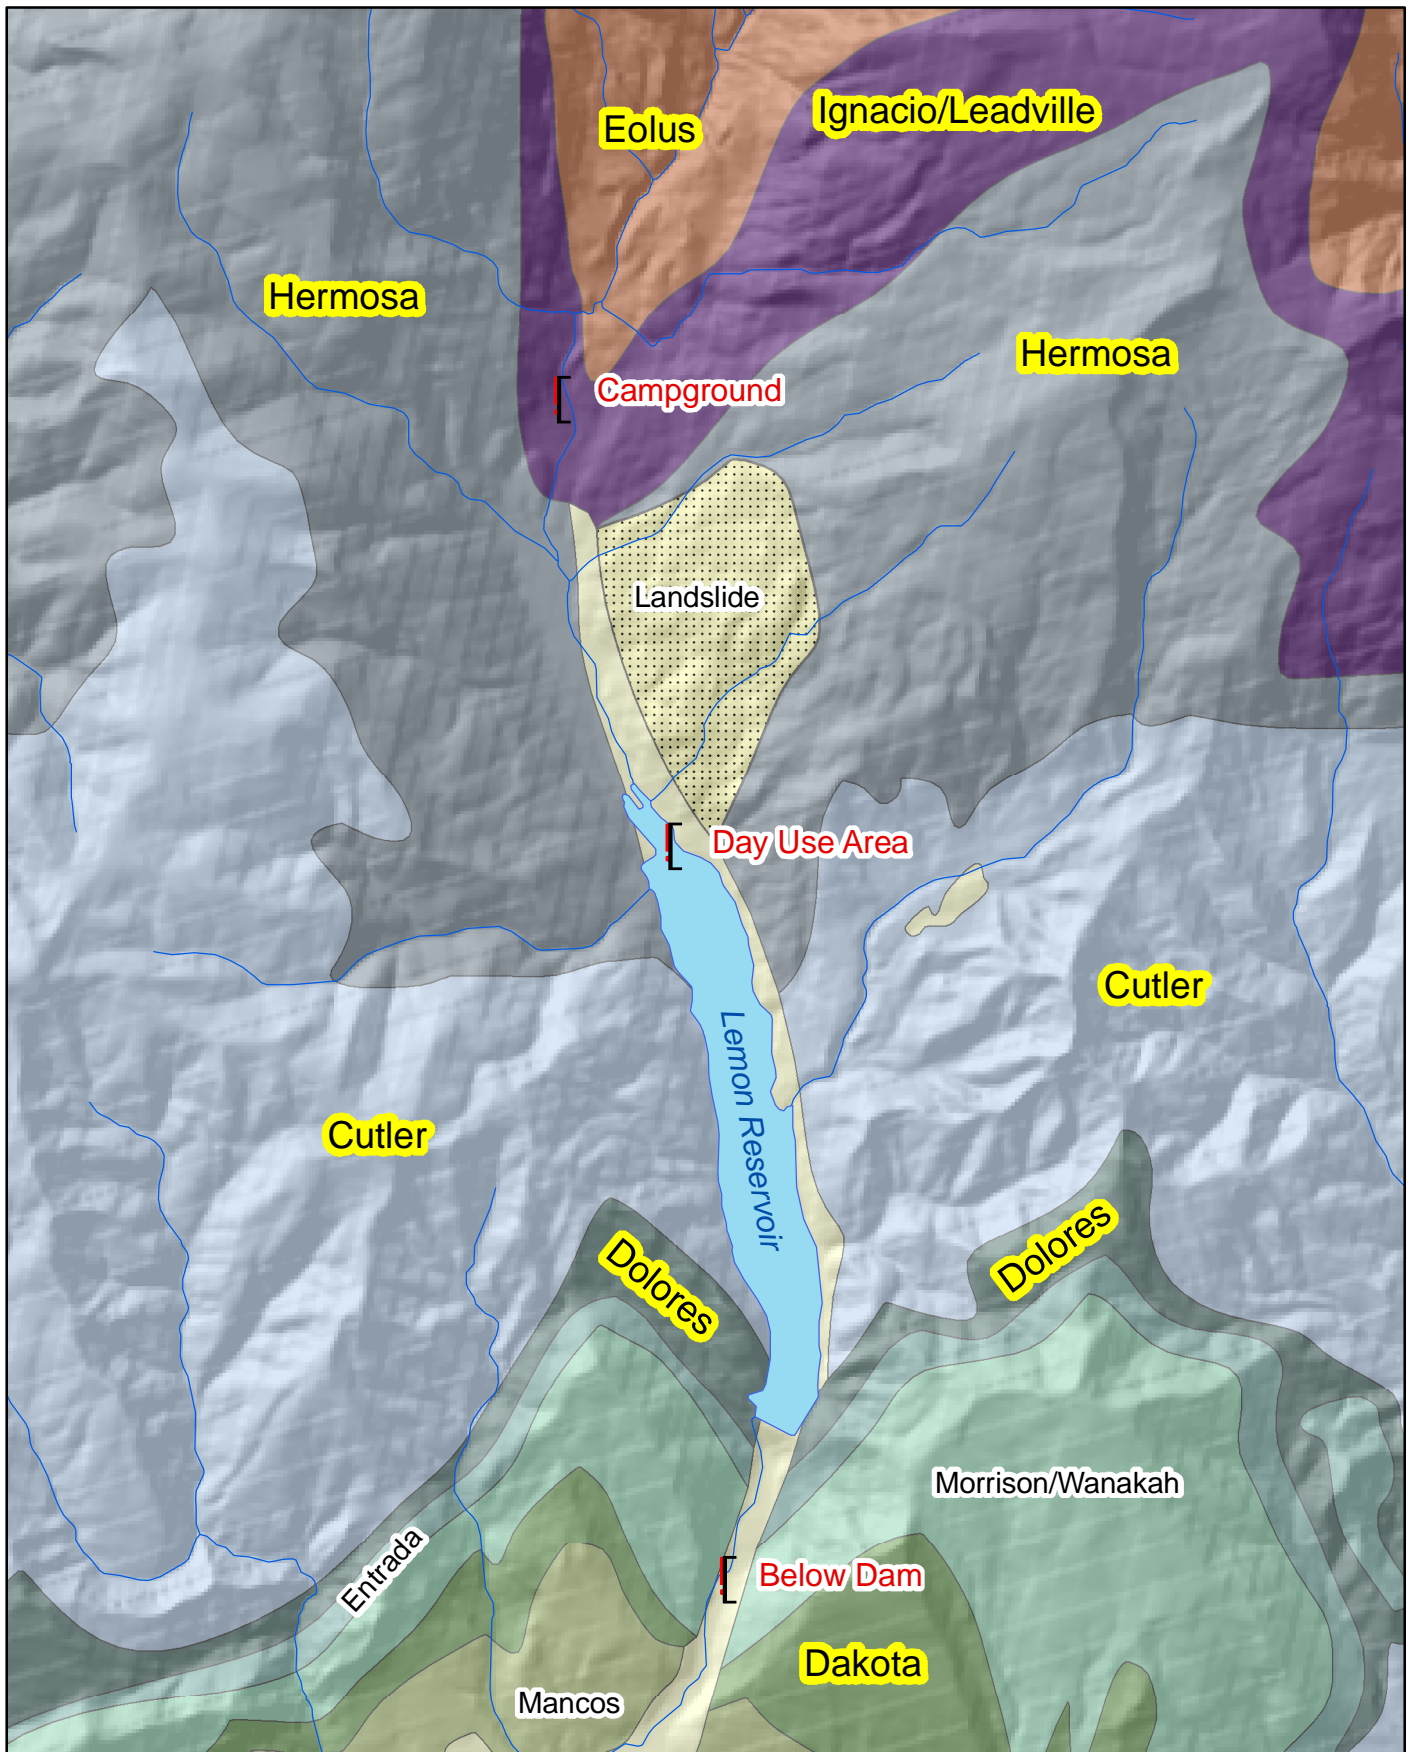 Ignacio/Leadville
Eolus
Hermosa
Hermosa
Campground
Landslide
Day Use Area
Cutler
Lemon Reservoir
Cutler
Dolores
Dolores
Morrison/Wanakah
Entrada
Below Dam
Dakota
Mancos